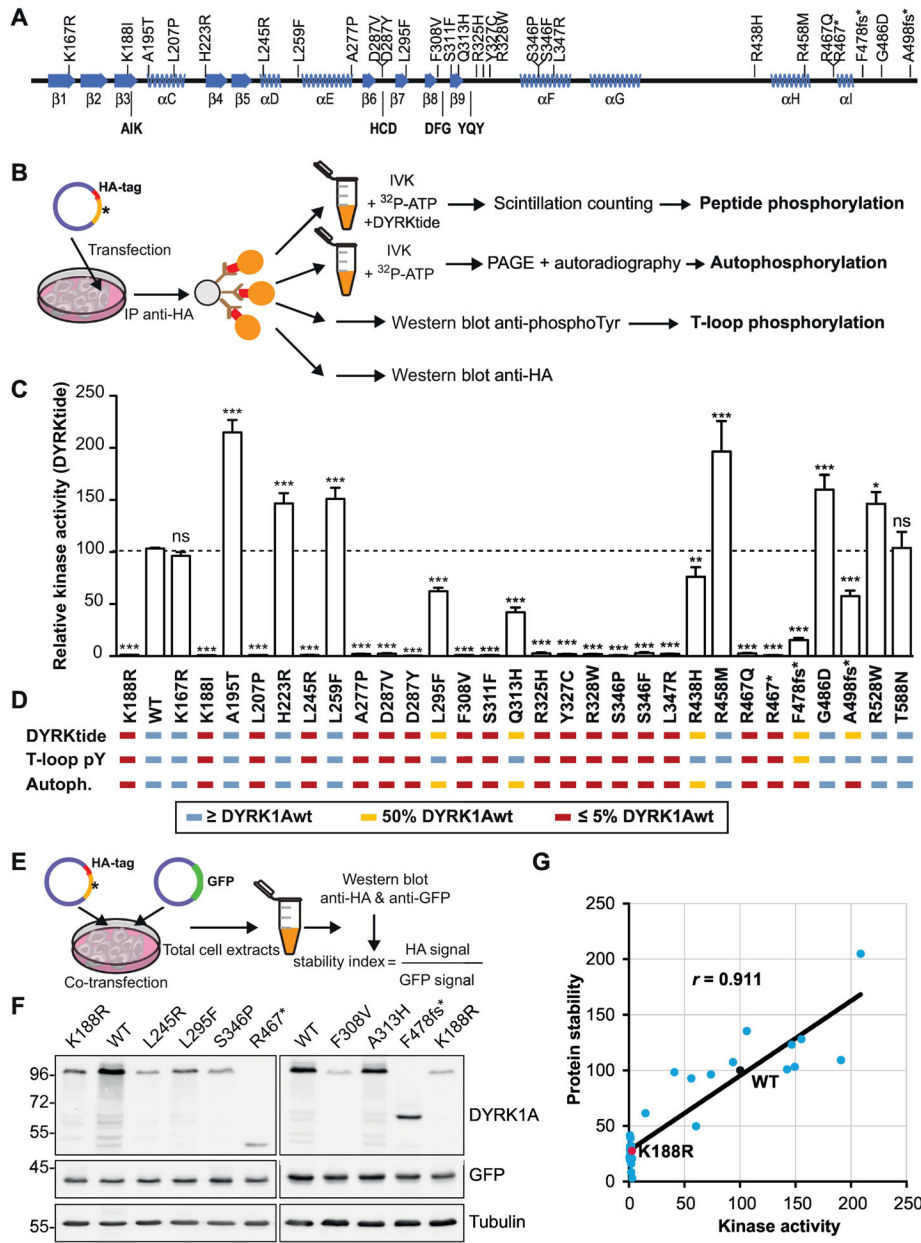 A
K167R K188I A195T L207P H223R L245R L259F A277P D287V D287Y L295F F308V S311F Q313H R325H Y327C R328W S346P S346F L347R R438H R458M R467Q R467* F478fs* G486D A498fs*
β1 β2 β3 αC β4 β5 αD αE β6 β7 β8 β9 αF αG αH αI
AIK HCD DFG YQY
B
HA-tag
*
Transfection
IP anti-HA
IVK
+ ³²P-ATP
+DYRKtide
Scintillation counting
Peptide phosphorylation
IVK
+ ³²P-ATP
PAGE + autoradiography
Autophosphorylation
Western blot anti-phosphoTyr
T-loop phosphorylation
Western blot anti-HA
C
Relative kinase activity (DYRKtide)
250
200
150
100
50
0
*** ns *** *** *** *** *** *** *** *** *** *** *** *** *** *** *** *** *** *** *** ** *** *** *** *** *** *** * ns
K188R WT K167R K188I A195T L207P H223R L245R L259F A277P D287V D287Y L295F F308V S311F Q313H R325H Y327C R328W S346P S346F L347R R438H R458M R467Q R467* F478fs* G486D A498fs* R528W T588N
D
DYRKtide
T-loop pY
Autoph.
≥ DYRK1Awt 50% DYRK1Awt ≤ 5% DYRK1Awt
E
HA-tag
*
GFP
Co-transfection
Total cell extracts
Western blot
anti-HA & anti-GFP
stability index =
HA signal
GFP signal
F
K188R WT L245R L295F S346P R467* WT F308V A313H F478fs* K188R
96
72
55
DYRK1A
45
GFP
55
Tubulin
G
Protein stability
250
200
150
100
50
0
r = 0.911
WT
K188R
0 50 100 150 200 250
Kinase activity